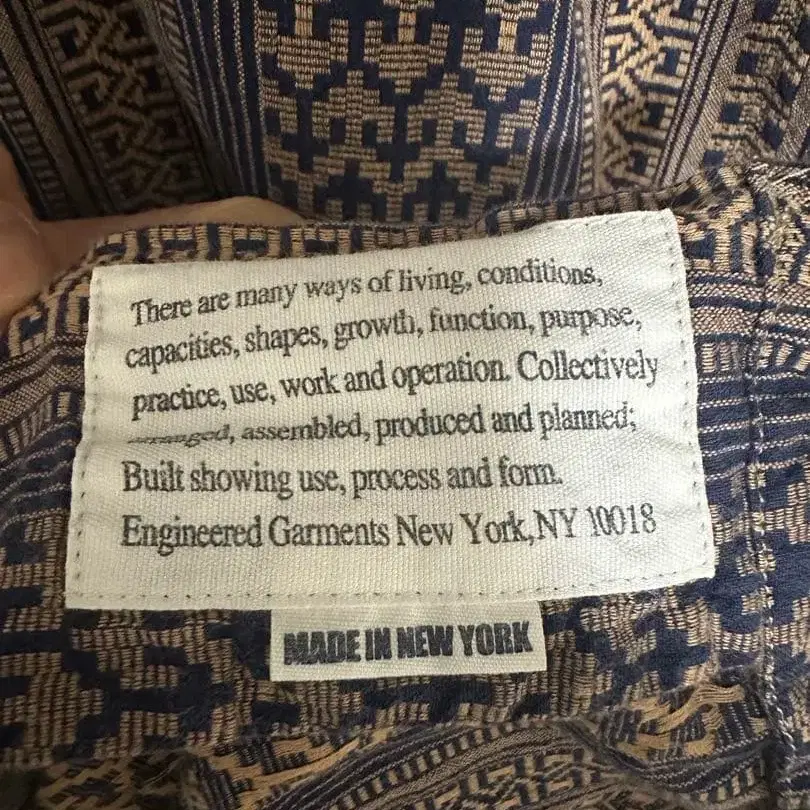 There are many ways of living, conditions,
capacities, shapes, growth, function, purpose,
practice, use, work and operation. Collectively
arranged, assembled, produced and planned;
Built showing use, process and form.
Engineered Garments New York, NY 10018
MADE IN NEW YORK